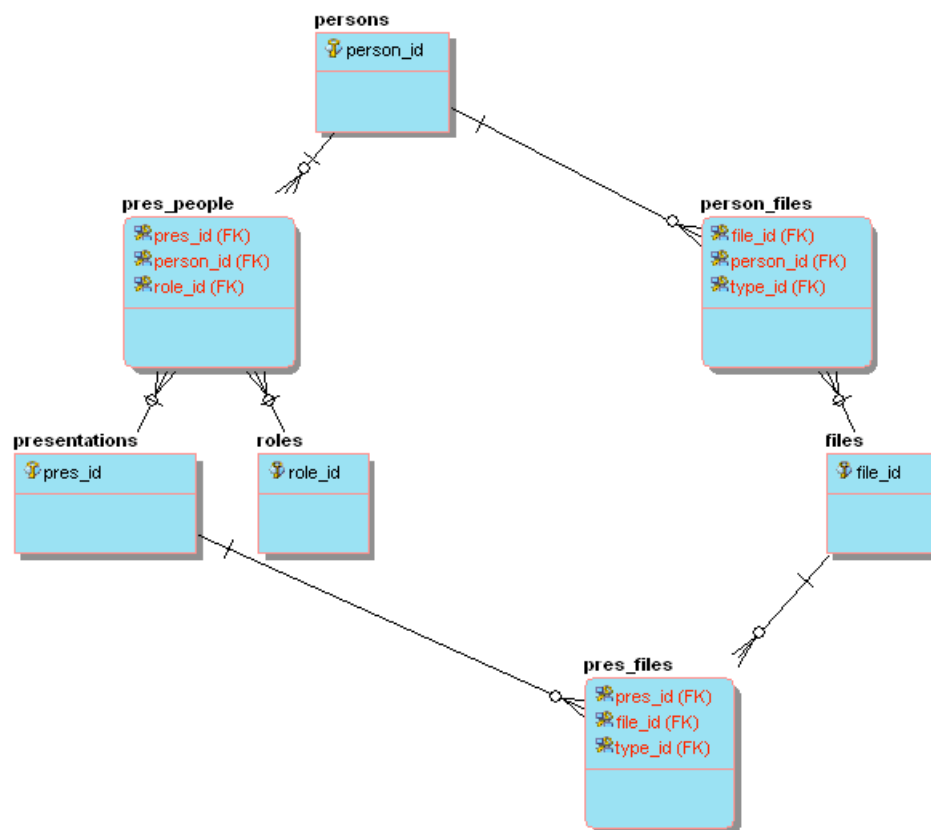 persons
person_id
pres_people
pres_id (FK)
person_id (FK)
role_id (FK)
person_files
file_id (FK)
person_id (FK)
type_id (FK)
presentations
pres_id
roles
role_id
files
file_id
pres_files
pres_id (FK)
file_id (FK)
type_id (FK)